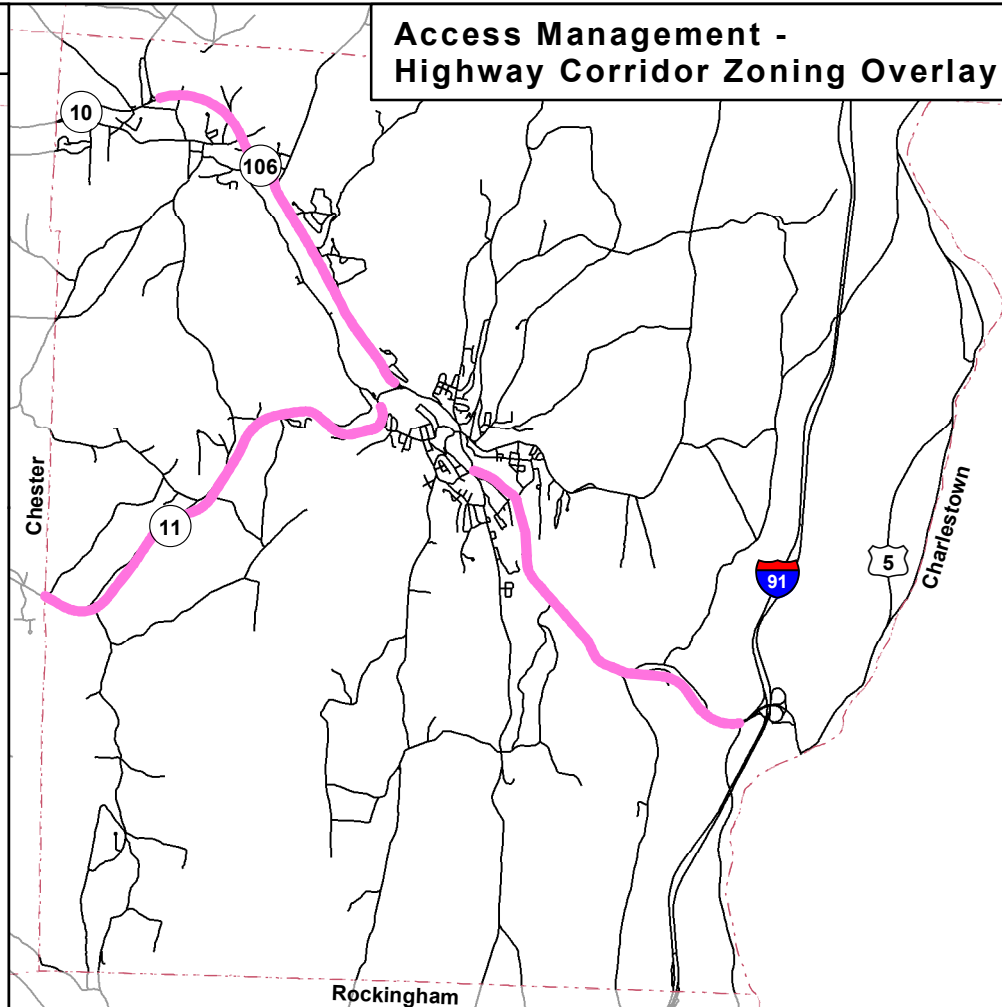 Access Management -
Highway Corridor Zoning Overlay
10
106
Chester
11
91
5
Charlestown
Rockingham